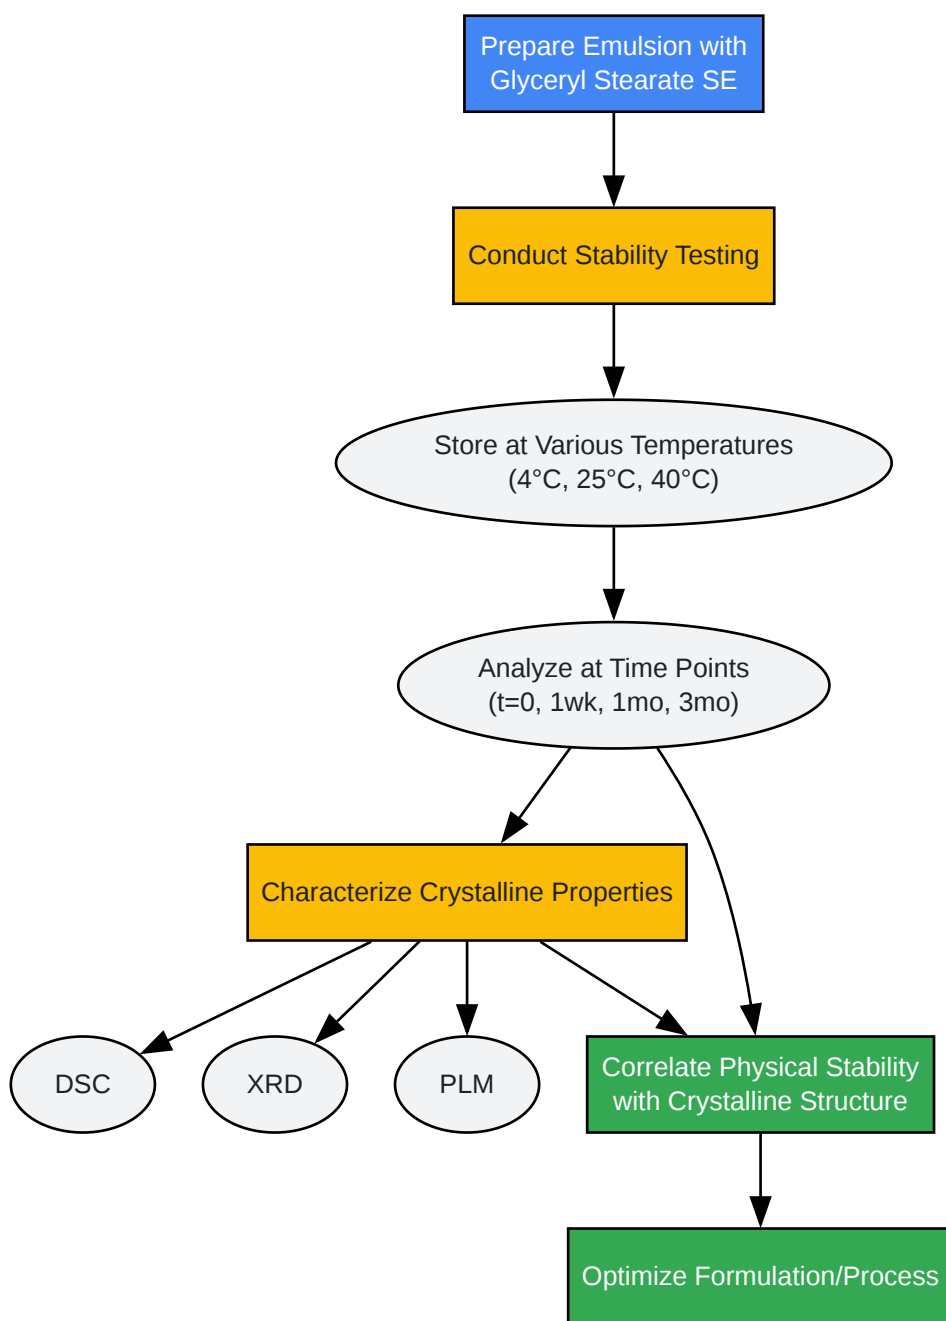 Prepare Emulsion with
Glyceryl Stearate SE
Conduct Stability Testing
Store at Various Temperatures
(4°C, 25°C, 40°C)
Analyze at Time Points
(t=0, 1wk, 1mo, 3mo)
Characterize Crystalline Properties
DSC
XRD
PLM
Correlate Physical Stability
with Crystalline Structure
Optimize Formulation/Process